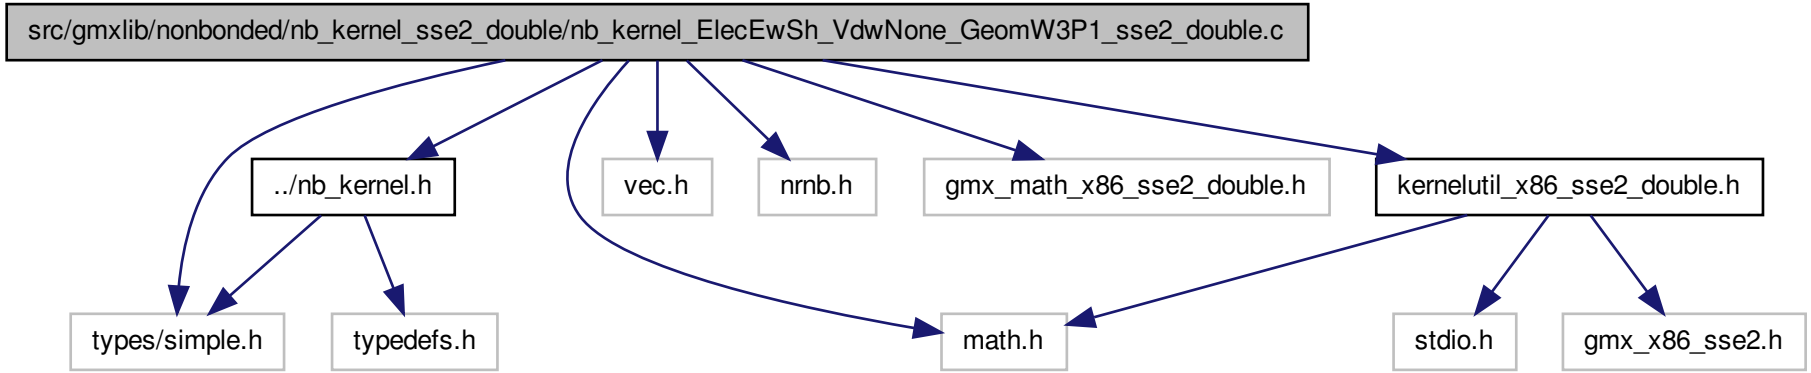 src/gmxlib/nonbonded/nb_kernel_sse2_double/nb_kernel_ElecEwSh_VdwNone_GeomW3P1_sse2_double.c
../nb_kernel.h
vec.h
nrnb.h
gmx_math_x86_sse2_double.h
kernelutil_x86_sse2_double.h
types/simple.h
typedefs.h
math.h
stdio.h
gmx_x86_sse2.h